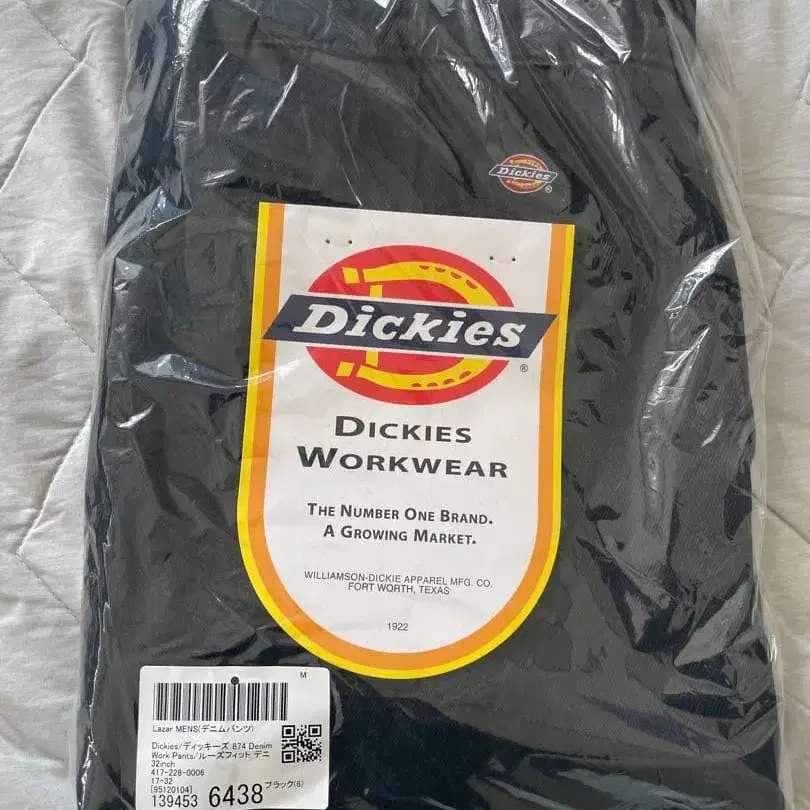 Dickies
®
Dickies
®
DICKIES
WORKWEAR
THE NUMBER ONE BRAND.
A GROWING MARKET.
WILLIAMSON-DICKIE APPAREL MFG. CO.
FORT WORTH, TEXAS
1922
M
Lazar MENS(デニムパンツ)
Dickies/ディッキーズ 874 Denim
Work Pants/ルーズフィット デニ
32inch
417-228-0006
17-32
[95120104]
ブラック(6)
139453 6438